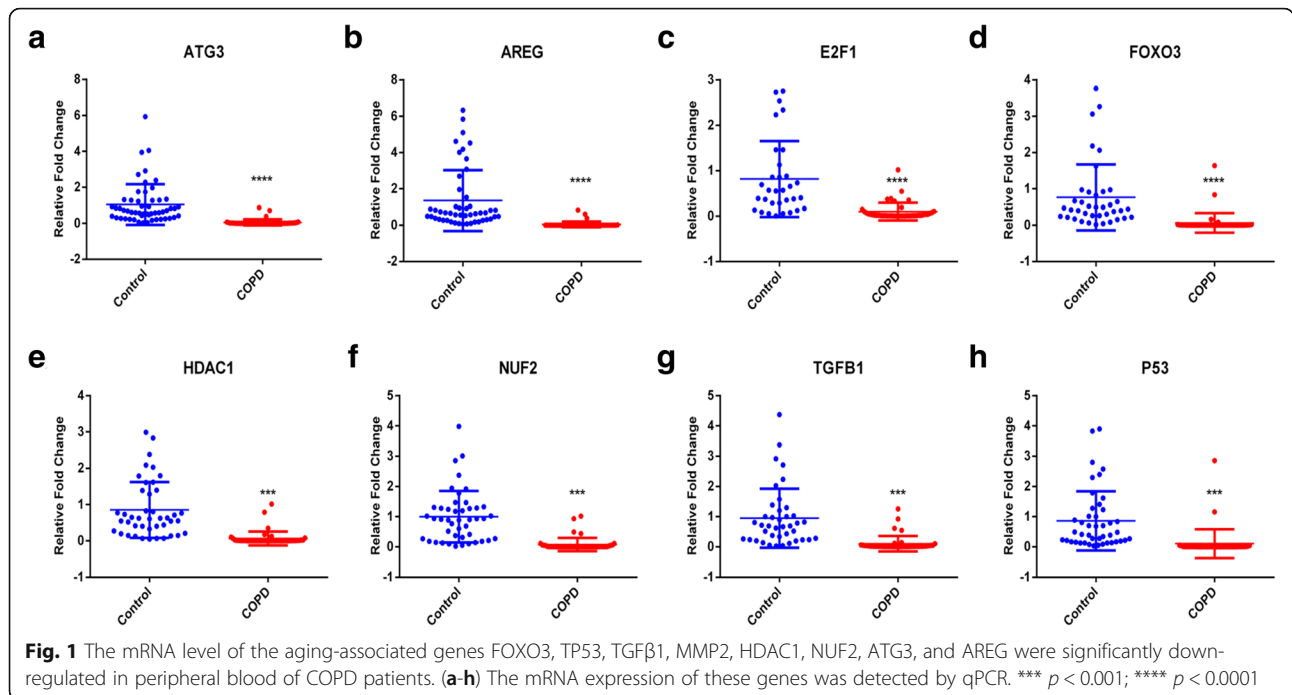 a
ATG3
Relative Fold Change
8
6
4
2
0
-2
****
Control
COPD
b
AREG
Relative Fold Change
8
6
4
2
0
-2
****
Control
COPD
c
E2F1
Relative Fold Change
3
2
1
0
-1
****
Control
COPD
d
FOXO3
Relative Fold Change
4
3
2
1
0
-1
****
Control
COPD
e
HDAC1
Relative Fold Change
4
3
2
1
0
-1
***
Control
COPD
f
NUF2
Relative Fold Change
5
4
3
2
1
0
-1
***
Control
COPD
g
TGFB1
Relative Fold Change
5
4
3
2
1
0
-1
***
Control
COPD
h
P53
Relative Fold Change
5
4
3
2
1
0
-1
***
Control
COPD
Fig. 1 The mRNA level of the aging-associated genes FOXO3, TP53, TGFβ1, MMP2, HDAC1, NUF2, ATG3, and AREG were significantly down-
regulated in peripheral blood of COPD patients. (a-h) The mRNA expression of these genes was detected by qPCR. *** p < 0.001; **** p < 0.0001